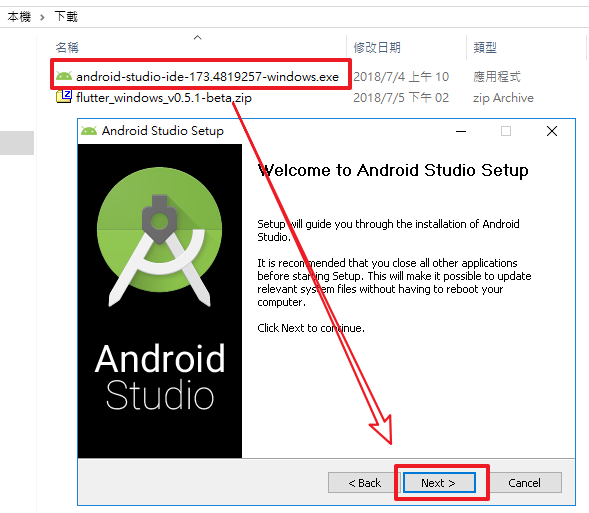 本機 > 下載
名稱 修改日期 類型
android-studio-ide-173.4819257-windows.exe 2018/7/4 上午 10 應用程式
flutter_windows_v0.5.1-beta.zip 2018/7/5 下午 02 zip Archive
Android Studio Setup
Welcome to Android Studio Setup
Setup will guide you through the installation of Android
Studio.
It is recommended that you close all other applications
before starting Setup. This will make it possible to update
relevant system files without having to reboot your
computer.
Click Next to continue.
Android
Studio
< Back Next > Cancel